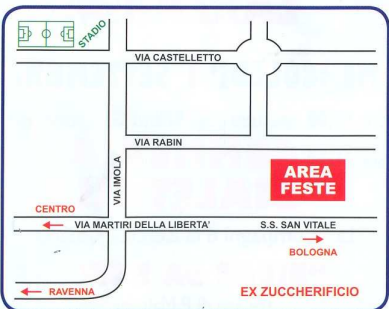 STADIO
VIA CASTELLETTO
VIA RABIN
VIA IMOLA
AREA
FESTE
CENTRO
VIA MARTIRI DELLA LIBERTA'
S.S. SAN VITALE
BOLOGNA
RAVENNA
EX ZUCCHERIFICIO